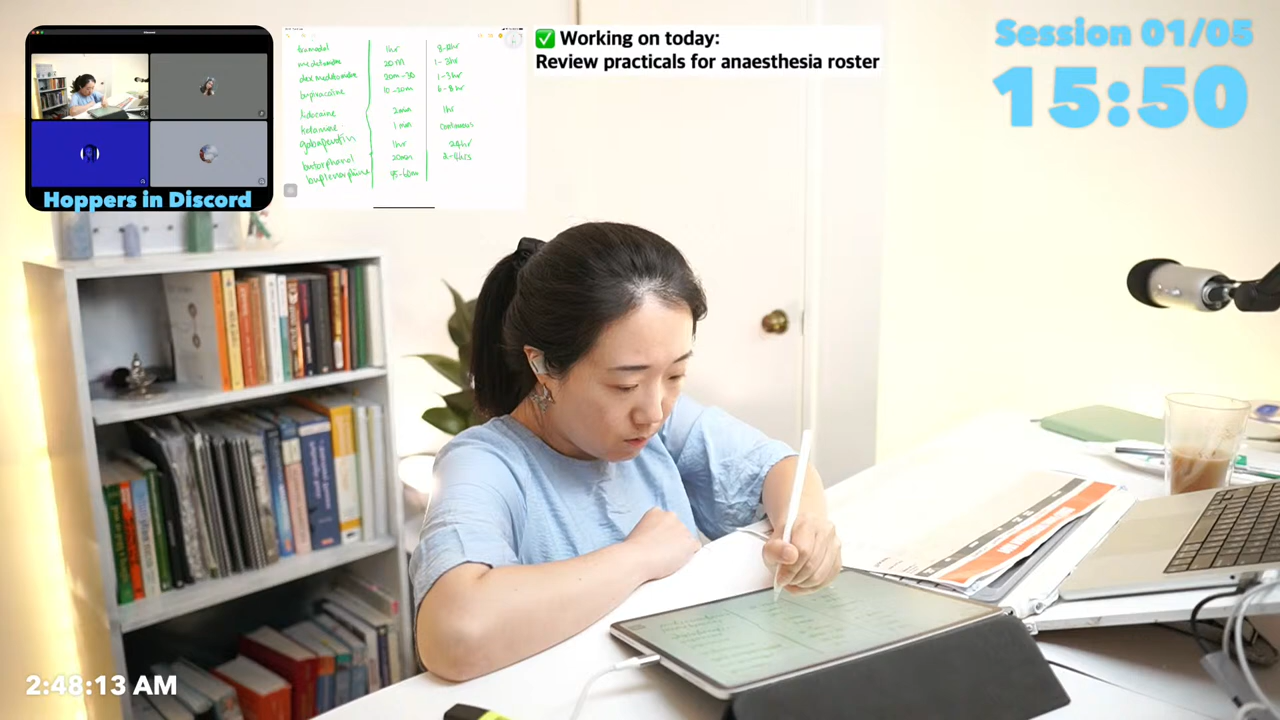 ✅ Working on today:
Review practicals for anaesthesia roster
Session 01/05
15:50
tramadol 1hr
medetomidine 20m 1-3hr
dexmedetomidine 20m-30 1-3hr
bupivacaine 10-20m 6-8hr
lidocaine 2min 1hr
ketamine 1min continuous
gabapentin 1hr 24hr
butorphanol 20min 2-4hrs
buprenorphine 45-60m
Hoppers in Discord
2:48:13 AM